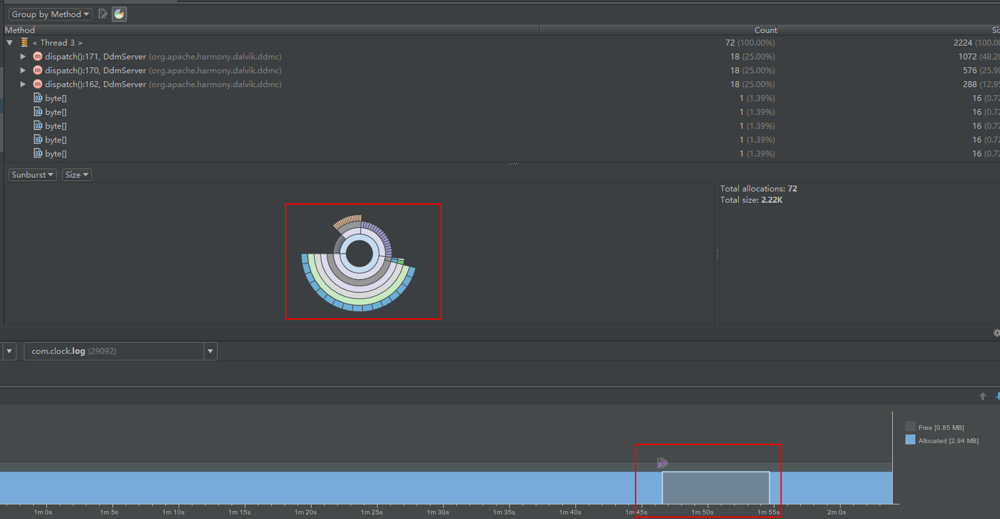 Group by Method
Method Count Siz
< Thread 3 > 72 (100.00%) 2224 (100.00
dispatch():171, DdmServer (org.apache.harmony.dalvik.ddmc) 18 (25.00%) 1072 (48.20
dispatch():170, DdmServer (org.apache.harmony.dalvik.ddmc) 18 (25.00%) 576 (25.90
dispatch():162, DdmServer (org.apache.harmony.dalvik.ddmc) 18 (25.00%) 288 (12.95
byte[] 1 (1.39%) 16 (0.72
byte[] 1 (1.39%) 16 (0.72
byte[] 1 (1.39%) 16 (0.72
byte[] 1 (1.39%) 16 (0.72
byte[] 1 (1.39%) 16 (0.72
Sunburst Size
Total allocations: 72
Total size: 2.22K
com.clock.log (29092)
Free [0.85 MB]
Allocated [2.94 MB]
1m 0s 1m 5s 1m 10s 1m 15s 1m 20s 1m 25s 1m 30s 1m 35s 1m 40s 1m 45s 1m 50s 1m 55s 2m 0s